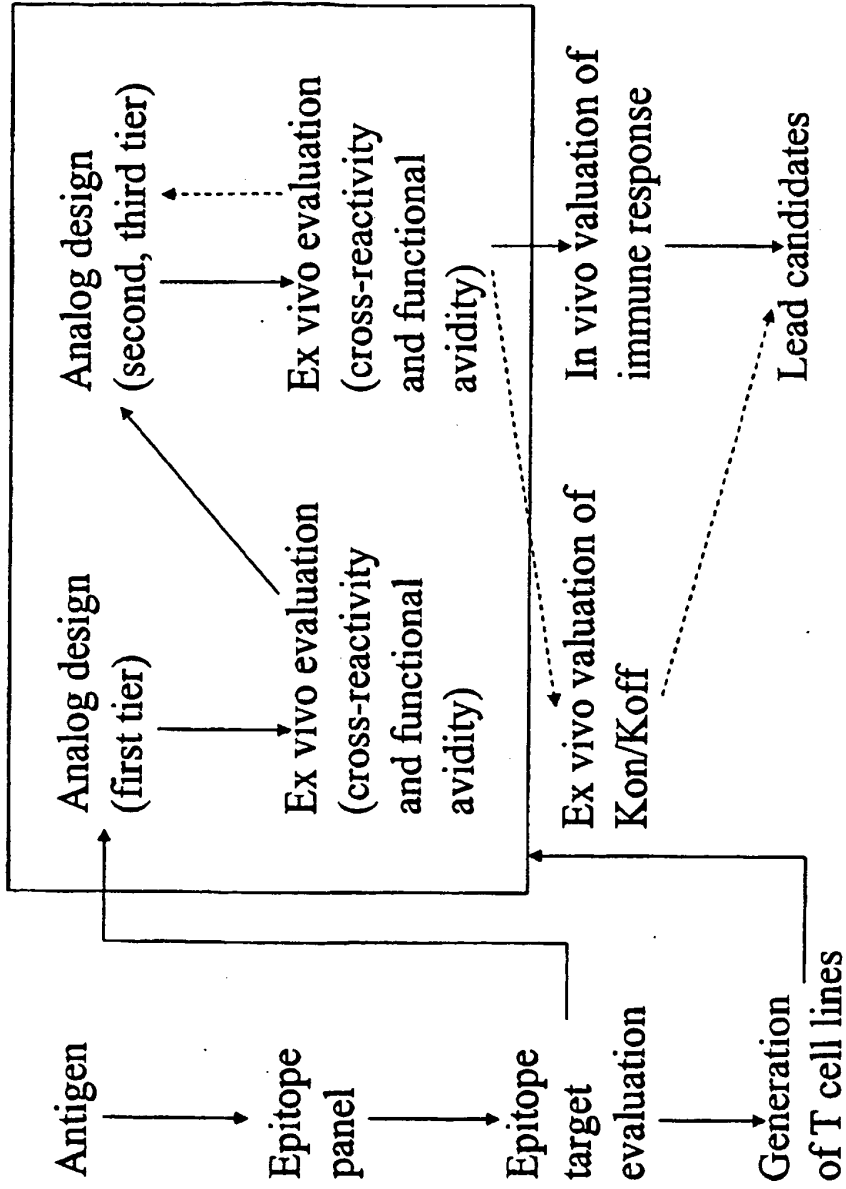 Antigen
Epitope
panel
Epitope
target
evaluation
Generation
of T cell lines
Analog design
(first tier)
Ex vivo evaluation
(cross-reactivity
and functional
avidity)
Analog design
(second, third tier)
Ex vivo evaluation
(cross-reactivity
and functional
avidity)
Ex vivo valuation of
Kon/Koff
In vivo valuation of
immune response
Lead candidates